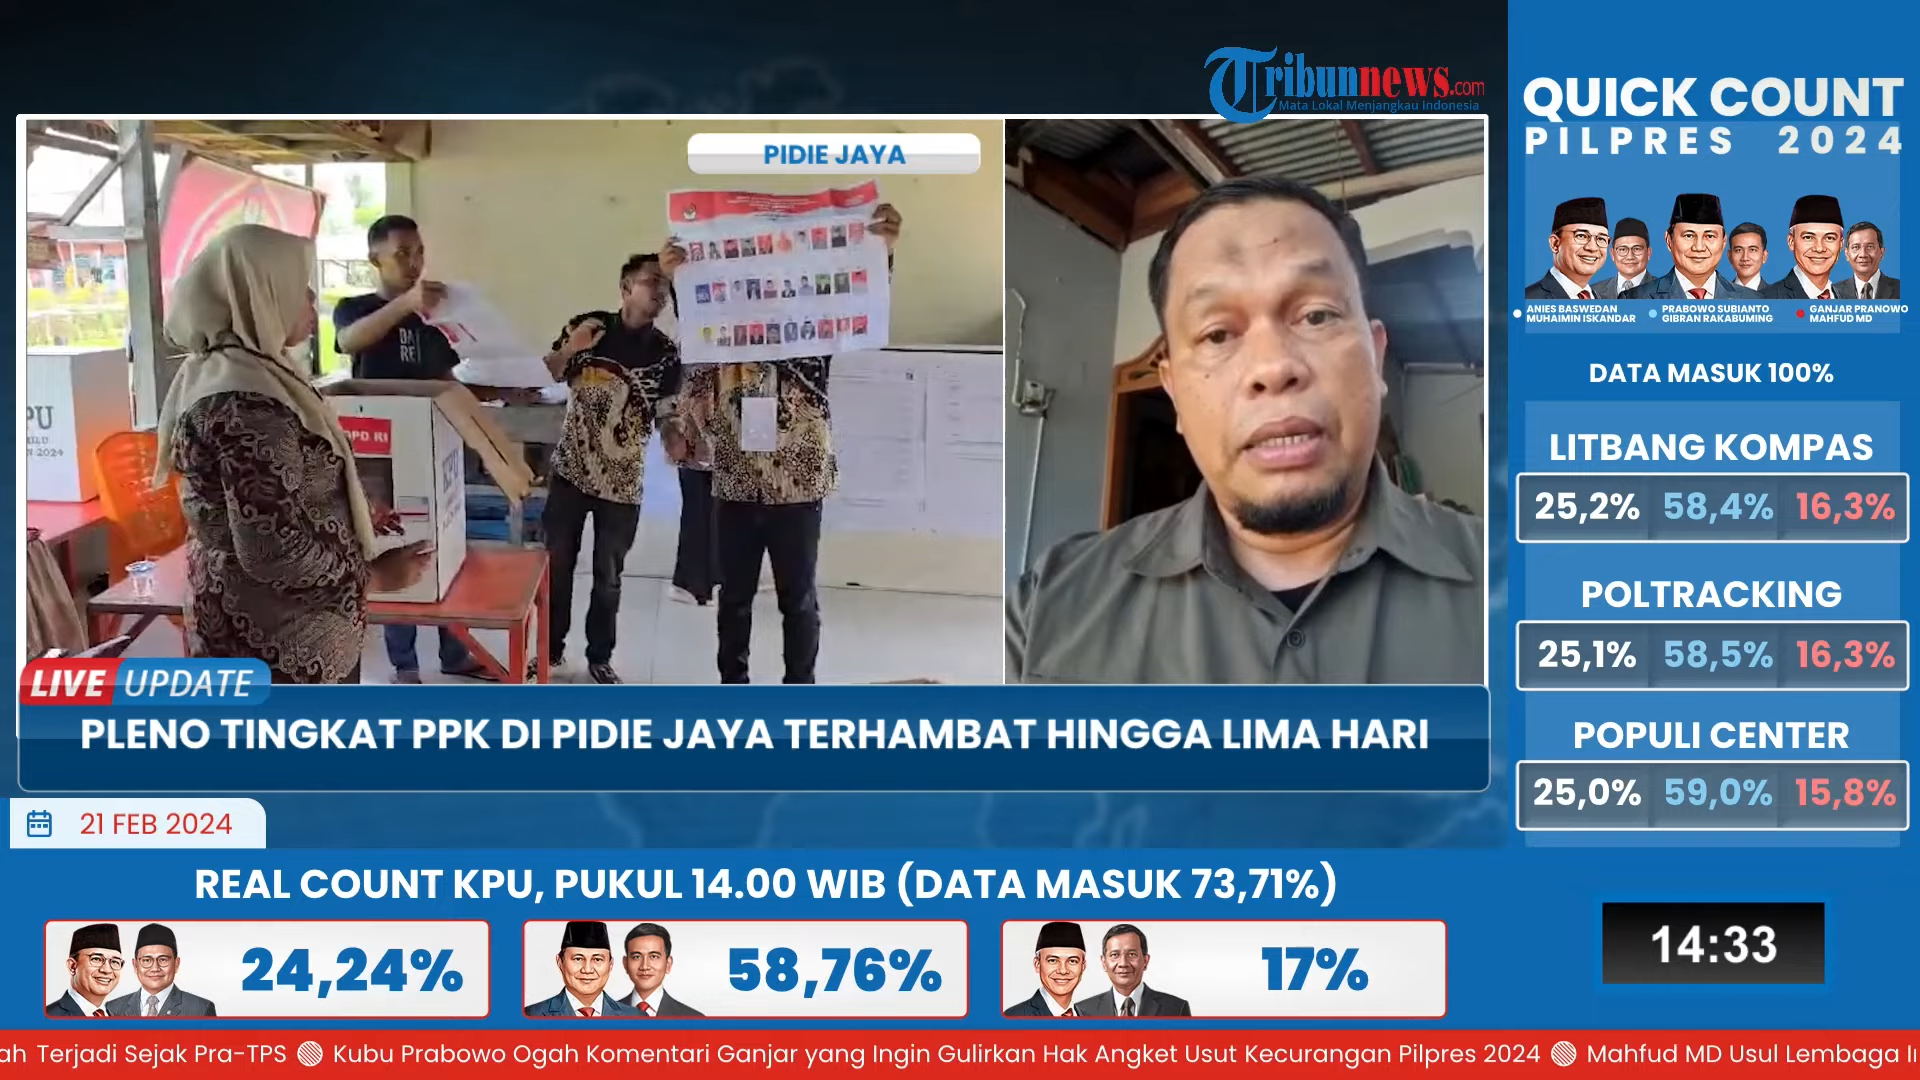 Tribunnews.com
Mata Lokal Menjangkau Indonesia
PIDIE JAYA
KPU
DPD RI
KPU
LIVE UPDATE
PLENO TINGKAT PPK DI PIDIE JAYA TERHAMBAT HINGGA LIMA HARI
21 FEB 2024
QUICK COUNT
PILPRES 2024
ANIES BASWEDAN
MUHAIMIN ISKANDAR
PRABOWO SUBIANTO
GIBRAN RAKABUMING
GANJAR PRANOWO
MAHFUD MD
DATA MASUK 100%
LITBANG KOMPAS
25,2% 58,4% 16,3%
POLTRACKING
25,1% 58,5% 16,3%
POPULI CENTER
25,0% 59,0% 15,8%
REAL COUNT KPU, PUKUL 14.00 WIB (DATA MASUK 73,71%)
24,24% 58,76% 17%
14:33
ah Terjadi Sejak Pra-TPS Kubu Prabowo Ogah Komentari Ganjar yang Ingin Gulirkan Hak Angket Usut Kecurangan Pilpres 2024 Mahfud MD Usul Lembaga